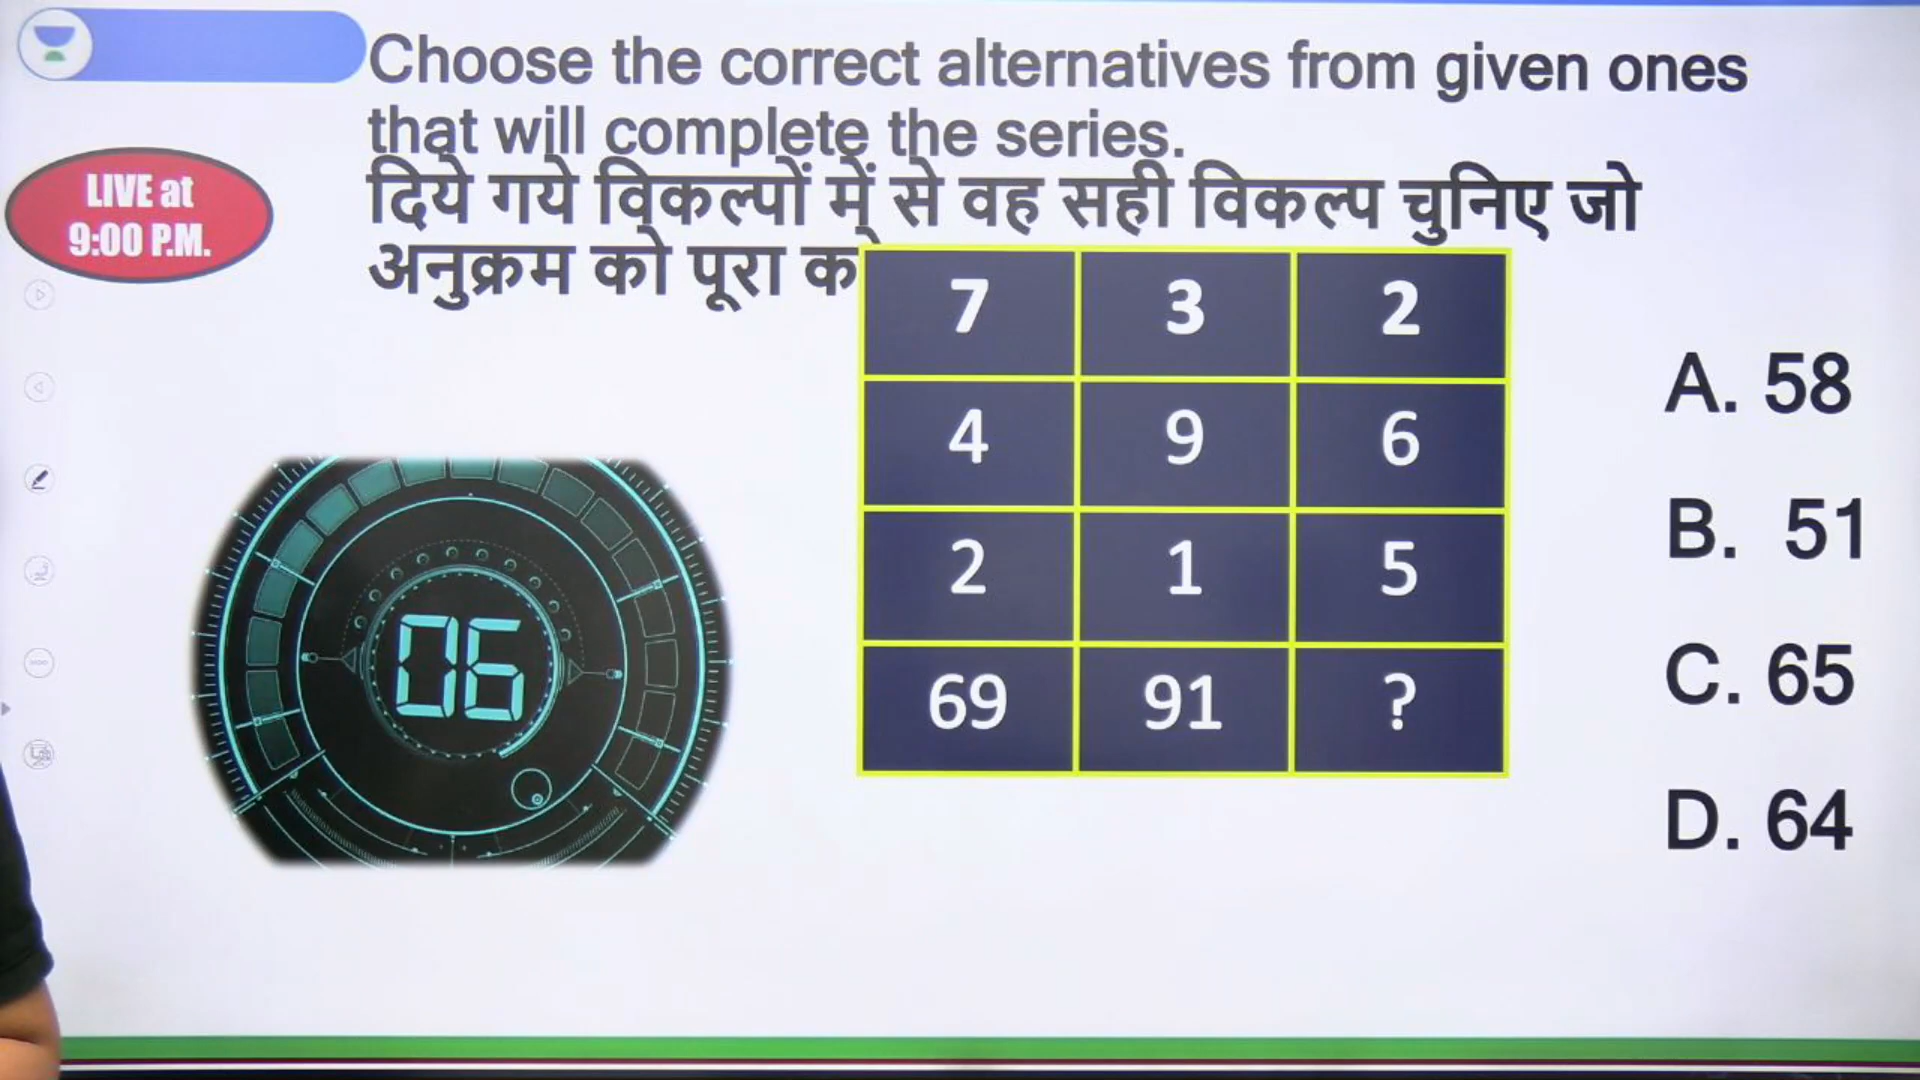 Choose the correct alternatives from given ones
that will complete the series.
दिये गये विकल्पों में से वह सही विकल्प चुनिए जो
अनुक्रम को पूरा
LIVE at
9:00 P.M.
7 3 2
4 9 6
2 1 5
69 91 ?
06
A. 58
B. 51
C. 65
D. 64